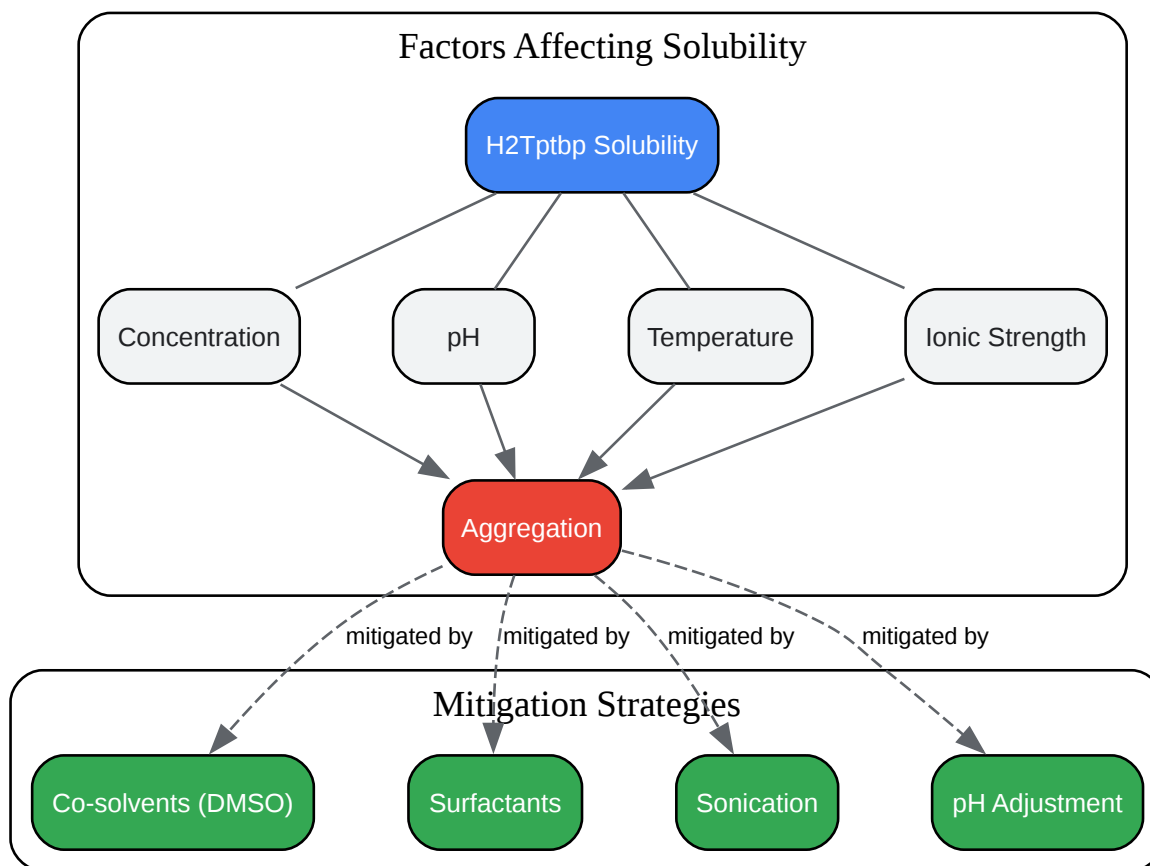 Factors Affecting Solubility
H2Tptbp Solubility
Concentration
pH
Temperature
Ionic Strength
Aggregation
mitigated by
mitigated by
mitigated by
mitigated by
Mitigation Strategies
Co-solvents (DMSO)
Surfactants
Sonication
pH Adjustment